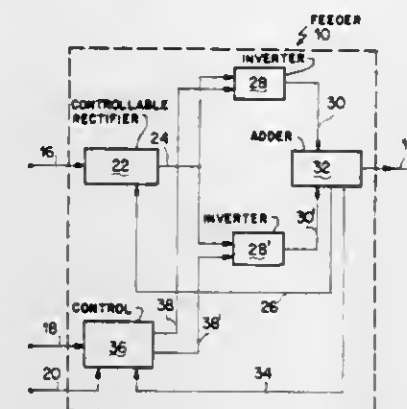 FEEDER
10
INVERTER
28
30
CONTROLLABLE
RECTIFIER
24
ADDER
16
22
32
INVERTER
30'
28'
26
38
38'
CONTROL
18
36
20
34